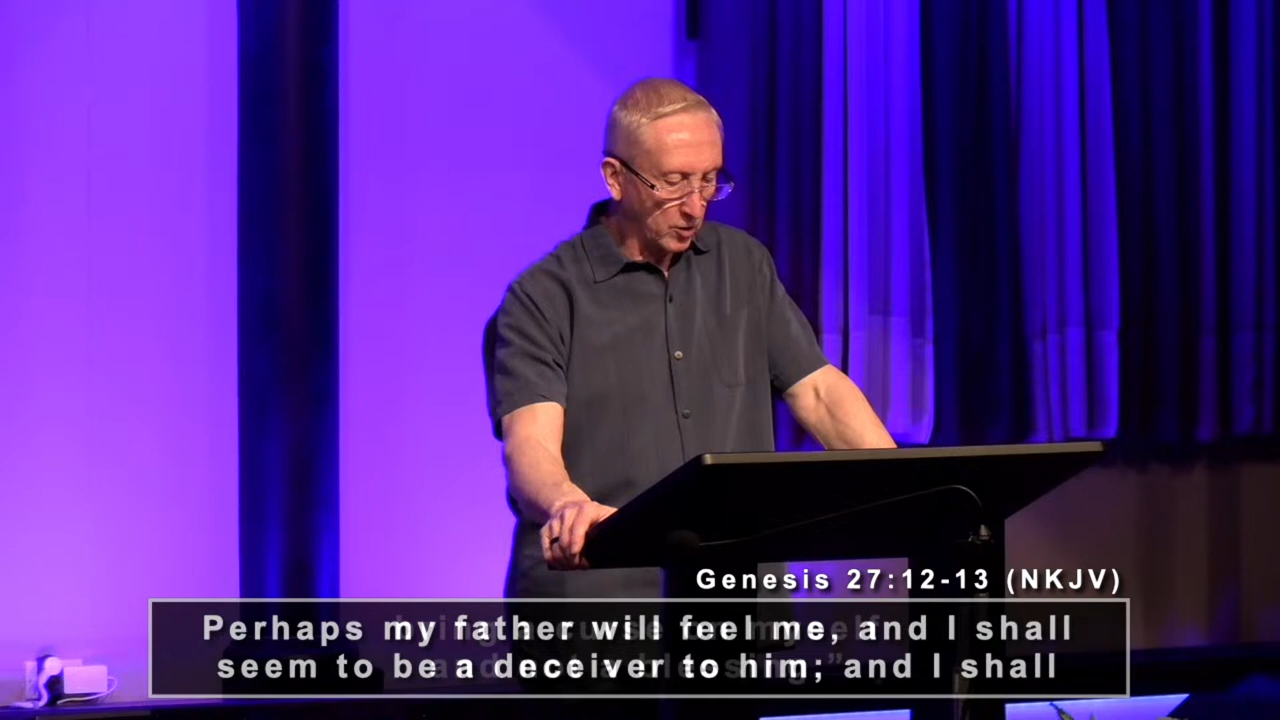 Genesis 27:12-13 (NKJV)
Perhaps my father will feel me, and I shall
seem to be a deceiver to him; and I shall